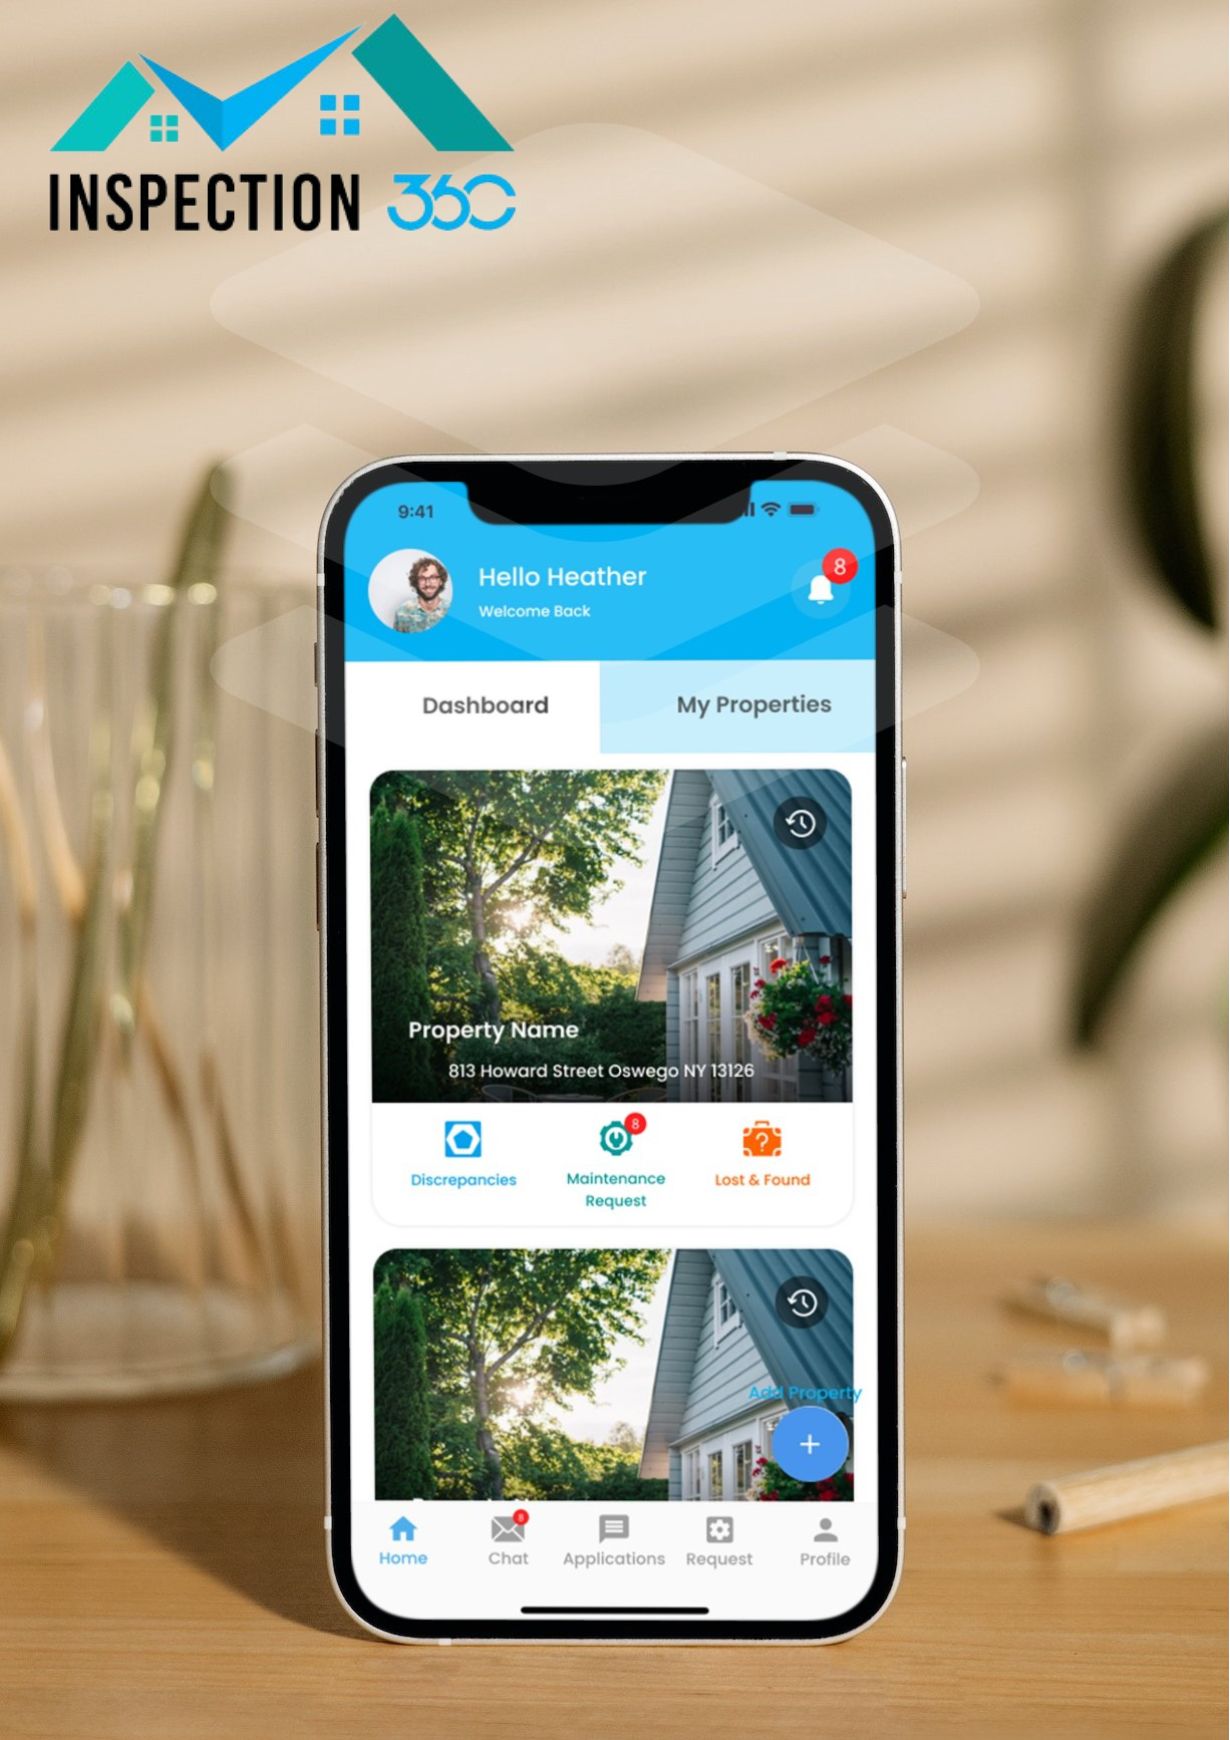 INSPECTION 360
9:41
Hello Heather
Welcome Back
8
Dashboard
My Properties
Property Name
813 Howard Street Oswego NY 13126
8
Discrepancies
Maintenance
Request
Lost & Found
Add Property
8
Home
Chat
Applications
Request
Profile